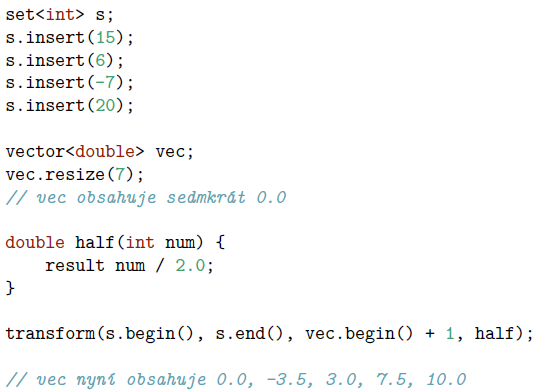 set<int> s;
s.insert(15);
s.insert(6);
s.insert(-7);
s.insert(20);
vector<double> vec;
vec.resize(7);
// vec obsahuje sedmkrát 0.0
double half(int num) {
    result num / 2.0;
}
transform(s.begin(), s.end(), vec.begin() + 1, half);
// vec nyní obsahuje 0.0, -3.5, 3.0, 7.5, 10.0